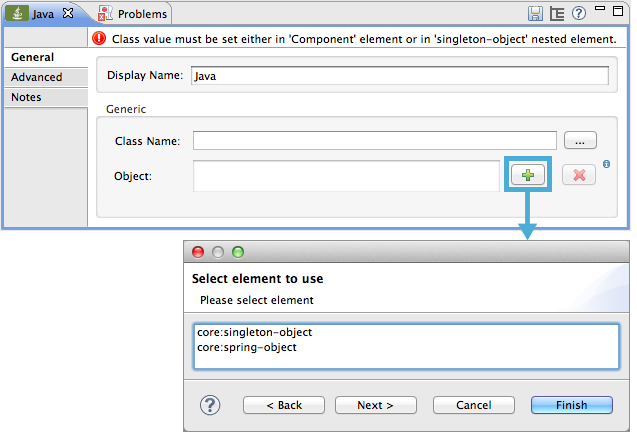 Java
Problems
Class value must be set either in 'Component' element or in 'singleton-object' nested element.
General
Advanced
Notes
Display Name:
Java
Generic
Class Name:
...
Object:
Select element to use
Please select element
core:singleton-object
core:spring-object
?
< Back
Next >
Cancel
Finish